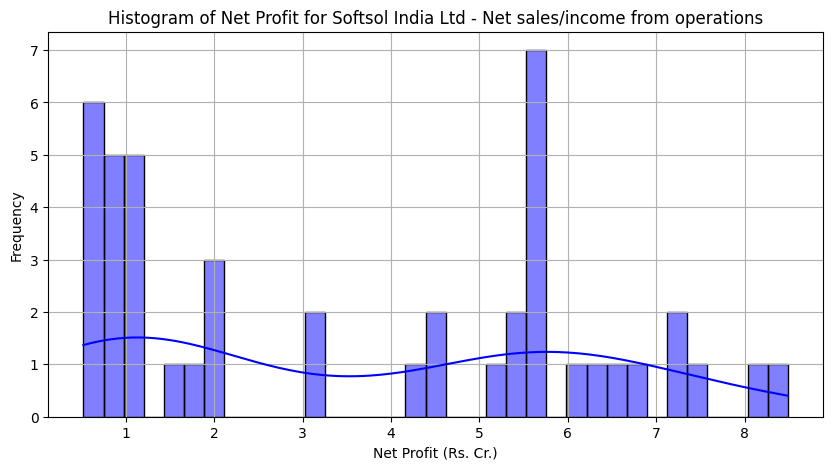 Histogram of Net Profit for Softsol India Ltd - Net sales/income from operations
7
6
5
4
3
2
1
0
Frequency
1 2 3 4 5 6 7 8
Net Profit (Rs. Cr.)